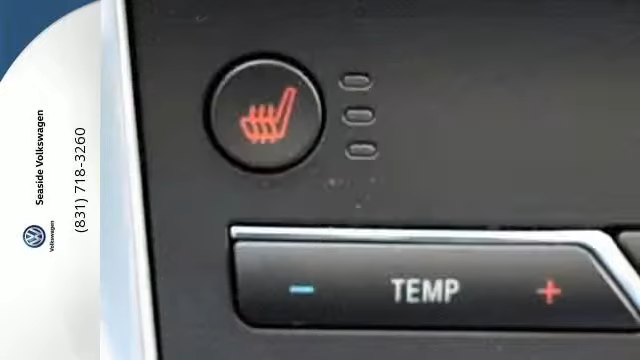 Seaside Volkswagen
(831) 718-3260
Volkswagen
− TEMP +